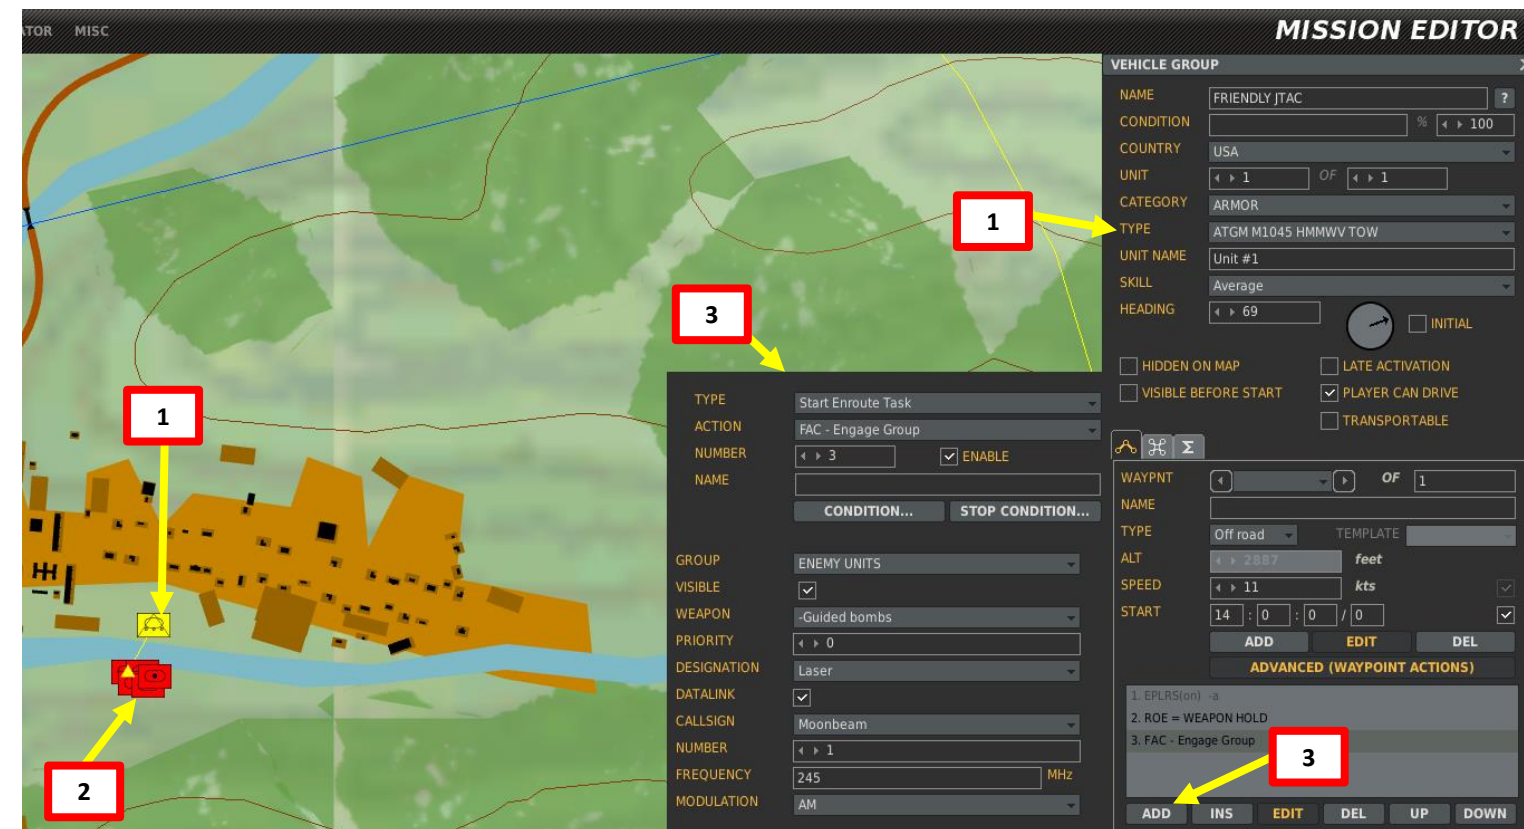 ATOR MISC
MISSION EDITOR
VEHICLE GROUP
NAME FRIENDLY JTAC ?
CONDITION % 100
COUNTRY USA
UNIT 1 OF 1
CATEGORY ARMOR
1
TYPE ATGM M1045 HMMWV TOW
UNIT NAME Unit #1
SKILL Average
HEADING 69 INITIAL
HIDDEN ON MAP LATE ACTIVATION
VISIBLE BEFORE START PLAYER CAN DRIVE
TRANSPORTABLE
WAYPNT OF 1
NAME
TYPE Off road TEMPLATE
ALT 2887 feet
SPEED 11 kts
START 14 : 0 : 0 / 0
ADD EDIT DEL
ADVANCED (WAYPOINT ACTIONS)
1. EPLRS(on) -a
2. ROE = WEAPON HOLD
3. FAC - Engage Group
3
ADD INS EDIT DEL UP DOWN
3
TYPE Start Enroute Task
ACTION FAC - Engage Group
NUMBER 3 ENABLE
NAME
CONDITION... STOP CONDITION...
GROUP ENEMY UNITS
VISIBLE
WEAPON -Guided bombs
PRIORITY 0
DESIGNATION Laser
DATALINK
CALLSIGN Moonbeam
NUMBER 1
FREQUENCY 245 MHz
MODULATION AM
1
2